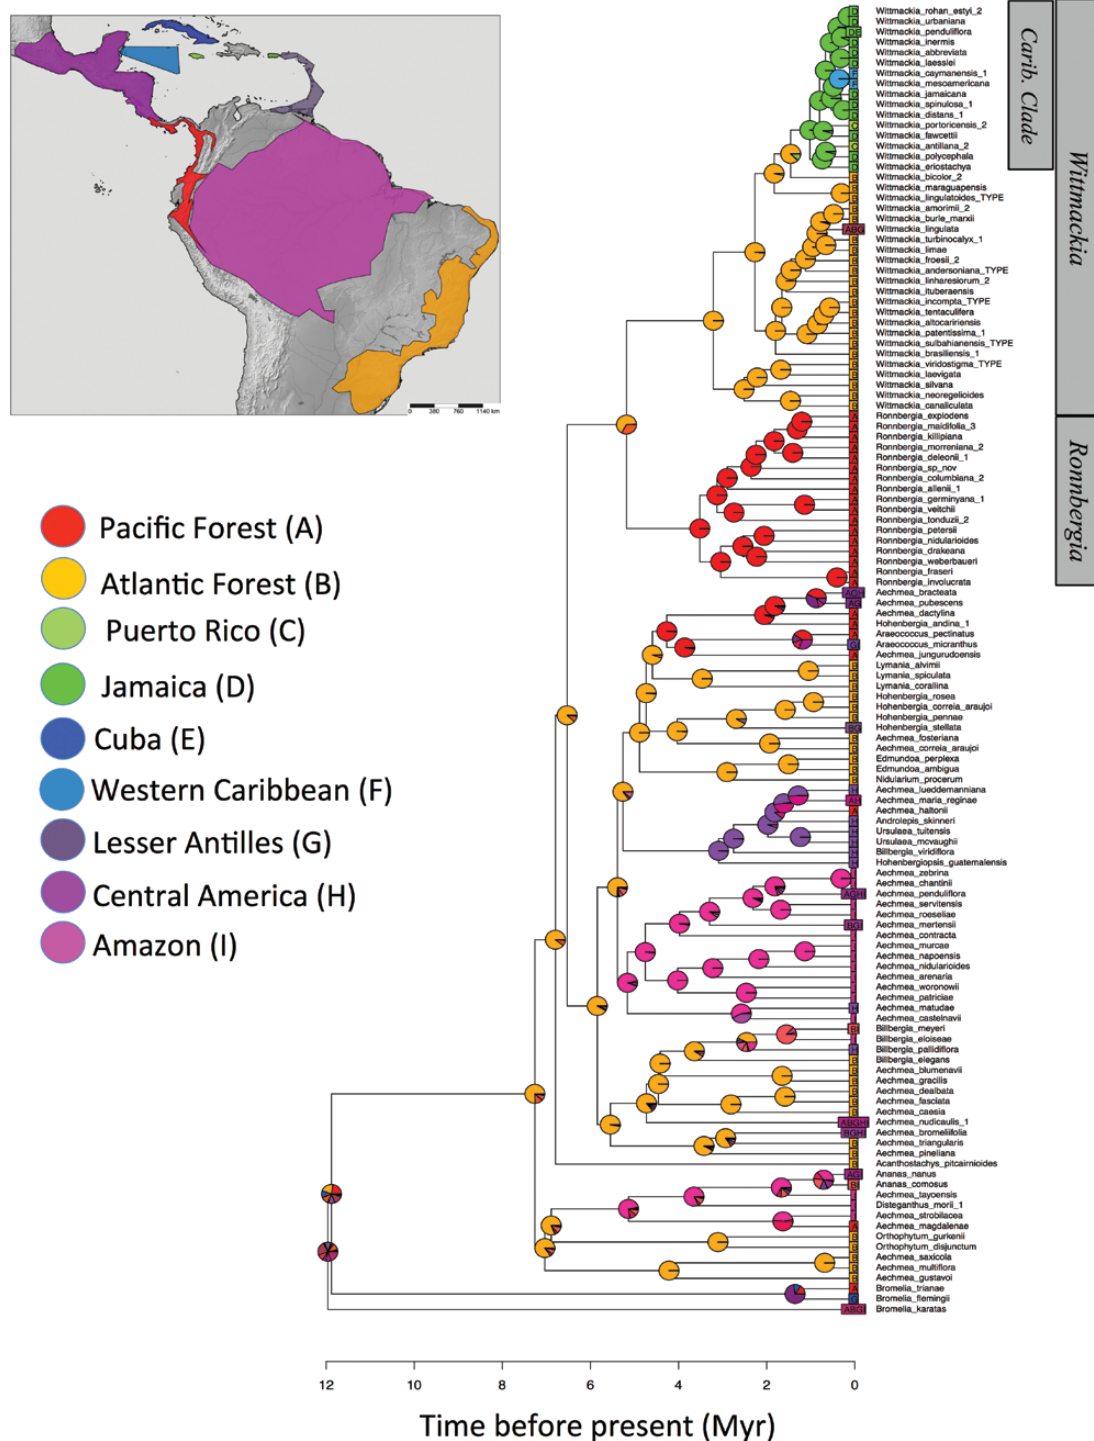 0 380 760 1140 km
Pacific Forest (A)
Atlantic Forest (B)
Puerto Rico (C)
Jamaica (D)
Cuba (E)
Western Caribbean (F)
Lesser Antilles (G)
Central America (H)
Amazon (I)
Wittmackia_rohan_estyi_2
Wittmackia_urbaniana
Wittmackia_penduliflora
Wittmackia_inermis
Wittmackia_abbreviata
Wittmackia_laesslei
Wittmackia_caymanensis_1
Wittmackia_mesoamericana
Wittmackia_jamaicana
Wittmackia_spinulosa_1
Wittmackia_distans_1
Wittmackia_portoricensis_2
Wittmackia_fawcettii
Wittmackia_antillana_2
Wittmackia_polycephala
Wittmackia_eriostachya
Wittmackia_bicolor_2
Wittmackia_maraguapensis
Wittmackia_lingulatoides_TYPE
Wittmackia_amorimii_2
Wittmackia_burle_marxii
Wittmackia_lingulata
Wittmackia_turbinocalyx_1
Wittmackia_limae
Wittmackia_froesii_2
Wittmackia_andersoniana_TYPE
Wittmackia_linharesiorum_2
Wittmackia_ituberaensis
Wittmackia_incompta_TYPE
Wittmackia_tentaculifera
Wittmackia_altocaririensis
Wittmackia_patentissima_1
Wittmackia_sulbahianensis_TYPE
Wittmackia_brasiliensis_1
Wittmackia_viridostigma_TYPE
Wittmackia_laevigata
Wittmackia_silvana
Wittmackia_neoregelioides
Wittmackia_canaliculata
Ronnbergia_explodens
Ronnbergia_maidifolia_3
Ronnbergia_killipiana
Ronnbergia_morreniana_2
Ronnbergia_deleonii_1
Ronnbergia_sp_nov
Ronnbergia_columbiana_2
Ronnbergia_allenii_1
Ronnbergia_germinyana_1
Ronnbergia_veitchii
Ronnbergia_tonduzii_2
Ronnbergia_petersii
Ronnbergia_nidularioides
Ronnbergia_drakeana
Ronnbergia_weberbaueri
Ronnbergia_fraseri
Ronnbergia_involucrata
Aechmea_bracteata
Aechmea_pubescens
Aechmea_dactylina
Hohenbergia_andina_1
Araeococcus_pectinatus
Araeococcus_micranthus
Aechmea_jungurudoensis
Lymania_alvimii
Lymania_spiculata
Lymania_corallina
Hohenbergia_rosea
Hohenbergia_correia_araujoi
Hohenbergia_pennae
Hohenbergia_stellata
Aechmea_fosteriana
Aechmea_correia_araujoi
Edmundoa_perplexa
Edmundoa_ambigua
Nidularium_procerum
Aechmea_lueddemanniana
Aechmea_maria_reginae
Aechmea_haltonii
Androlepis_skinneri
Ursulaea_tuitensis
Ursulaea_mcvaughii
Billbergia_viridiflora
Hohenbergiopsis_guatemalensis
Aechmea_zebrina
Aechmea_chantinii
Aechmea_penduliflora
Aechmea_servitensis
Aechmea_roeseliae
Aechmea_mertensii
Aechmea_contracta
Aechmea_murcae
Aechmea_napoensis
Aechmea_nidularioides
Aechmea_arenaria
Aechmea_woronowii
Aechmea_patriciae
Aechmea_matudae
Aechmea_castelnavii
Billbergia_meyeri
Billbergia_eloiseae
Billbergia_pallidiflora
Billbergia_elegans
Aechmea_blumenavii
Aechmea_gracilis
Aechmea_dealbata
Aechmea_fasciata
Aechmea_caesia
Aechmea_nudicaulis_1
Aechmea_bromeliifolia
Aechmea_triangularis
Aechmea_pineliana
Acanthostachys_pitcairnioides
Ananas_nanus
Ananas_comosus
Aechmea_tayoensis
Disteganthus_morii_1
Aechmea_strobilacea
Aechmea_magdalenae
Orthophytum_gurkenii
Orthophytum_disjunctum
Aechmea_saxicola
Aechmea_multiflora
Aechmea_gustavoi
Bromelia_trianae
Bromelia_flemingii
Bromelia_karatas
Carib. Clade
Wittmackia
Ronnbergia
12 10 8 6 4 2 0
Time before present (Myr)